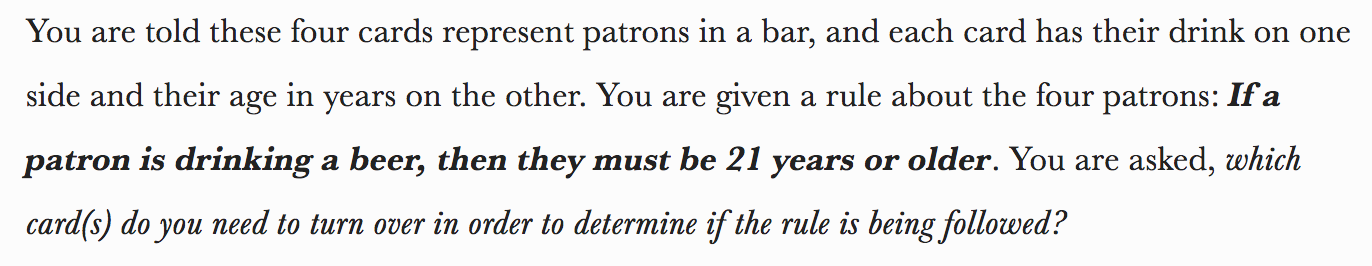 You are told these four cards represent patrons in a bar, and each card has their drink on one
side and their age in years on the other. You are given a rule about the four patrons: If a
patron is drinking a beer, then they must be 21 years or older. You are asked, which
card(s) do you need to turn over in order to determine if the rule is being followed?